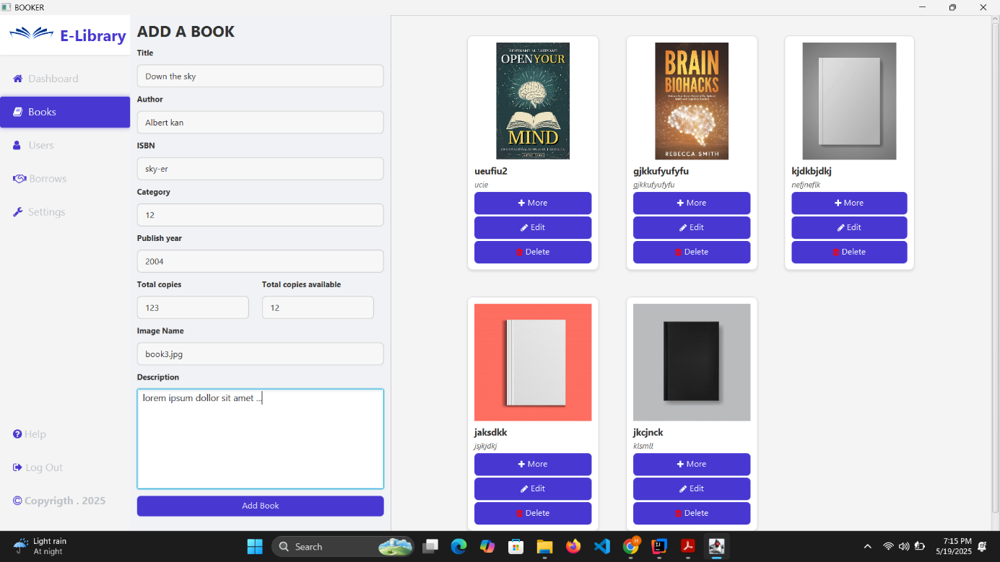 BOOKER
E-Library
Dashboard
Books
Users
Borrows
Settings
Help
Log Out
© Copyrigth . 2025
ADD A BOOK
Title
Down the sky
Author
Albert kan
ISBN
sky-er
Category
12
Publish year
2004
Total copies
Total copies available
123
12
Image Name
book3.jpg
Description
lorem ipsum dollor sit amet ...
Add Book
OPEN YOUR
MIND
ueufiu2
ucie
+ More
Edit
Delete
BRAIN
BIOHACKS
REBECCA SMITH
gjkkufyufyfu
gjkkufyufyfu
+ More
Edit
Delete
kjdkbjdkj
nefjneflk
+ More
Edit
Delete
jaksdkk
jsjkjdkj
+ More
Edit
Delete
jkcjnck
klsmll
+ More
Edit
Delete
Light rain
At night
Search
7:15 PM
5/19/2025